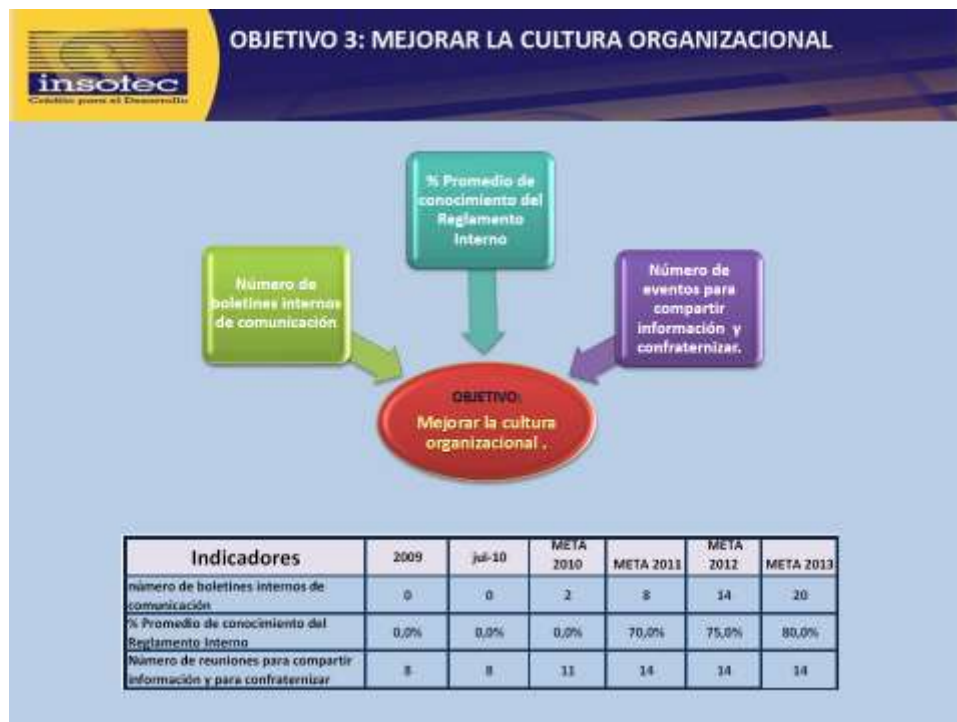 OBJETIVO 3: MEJORAR LA CULTURA ORGANIZACIONAL
insotec
Crédito para el Desarrollo
% Promedio de
conocimiento del
Reglamento
Interno
Número de
boletines internos
de comunicación
Número de
eventos para
compartir
información y
confraternizar.
OBJETIVO:
Mejorar la cultura
organizacional .
Indicadores 2009 jul-10 META 2010 META 2011 META 2012 META 2013
número de boletines internos de
comunicación 0 0 2 8 14 20
% Promedio de conocimiento del
Reglamento Interno 0,0% 0,0% 0,0% 70,0% 75,0% 80,0%
Número de reuniones para compartir
información y para confraternizar 8 8 11 14 14 14